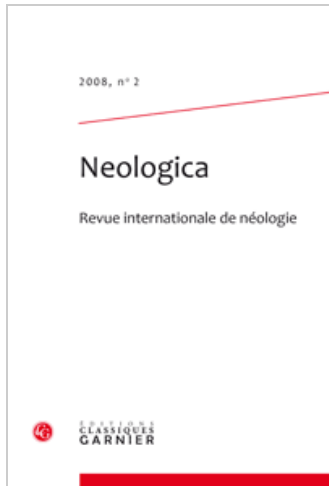 2008, n° 2
Neologica
Revue internationale de néologie
ÉDITIONS
CLASSIQUES
GARNIER